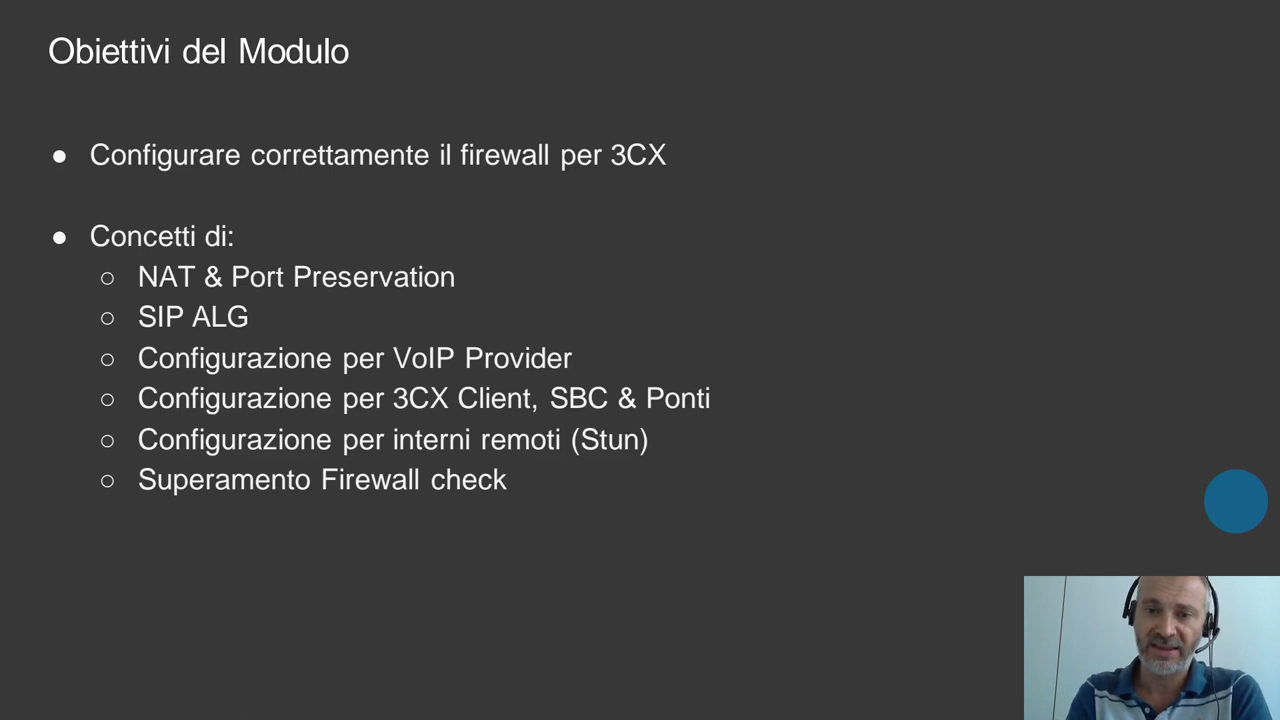 Obiettivi del Modulo
● Configurare correttamente il firewall per 3CX
● Concetti di:
○ NAT & Port Preservation
○ SIP ALG
○ Configurazione per VoIP Provider
○ Configurazione per 3CX Client, SBC & Ponti
○ Configurazione per interni remoti (Stun)
○ Superamento Firewall check